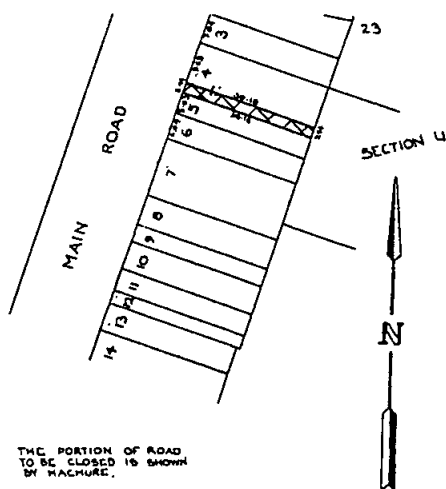 23
3
4
5
6
7
8
9
10
11
12
13
14
MAIN ROAD
SECTION U
N
THE PORTION OF ROAD
TO BE CLOSED IS SHOWN
BY HACHURE.